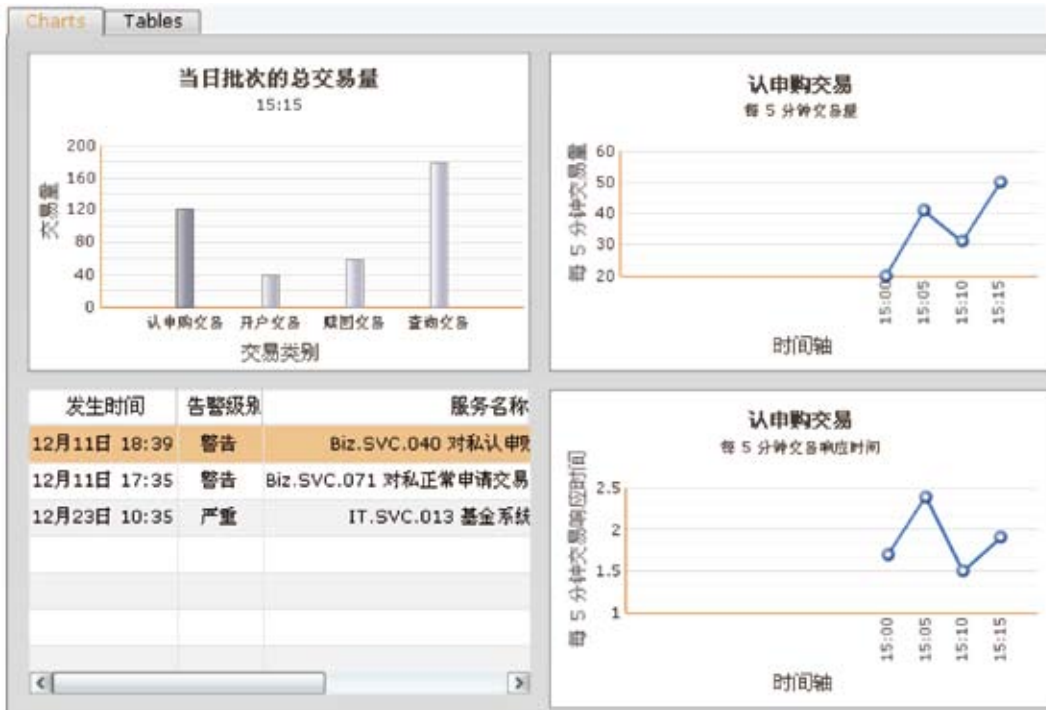 Charts Tables
当日批次的总交易量
15:15
交易量
200
160
120
80
40
0
认申购交易 开户交易 赎回交易 查询交易
交易类别
认申购交易
每 5 分钟交易量
每 5 分钟交易量
60
50
40
30
20
15:00 15:05 15:10 15:15
时间轴
发生时间 告警级别 服务名称
12月11日 18:39 警告 Biz.SVC.040 对私认申购
12月11日 17:35 警告 Biz.SVC.071 对私正常申请交易
12月23日 10:35 严重 IT.SVC.013 基金系统
认申购交易
每 5 分钟交易响应时间
每 5 分钟交易响应时间
2.5
2
1.5
1
15:00 15:05 15:10 15:15
时间轴